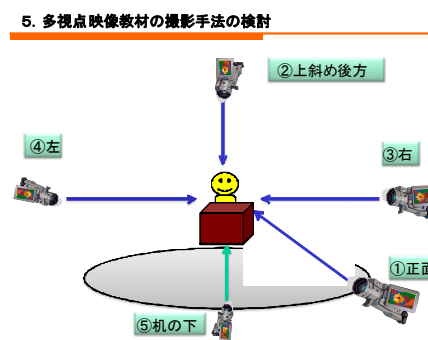 5．多視点映像教材の撮影手法の検討
②上斜め後方
④左
③右
①正面
⑤机の下